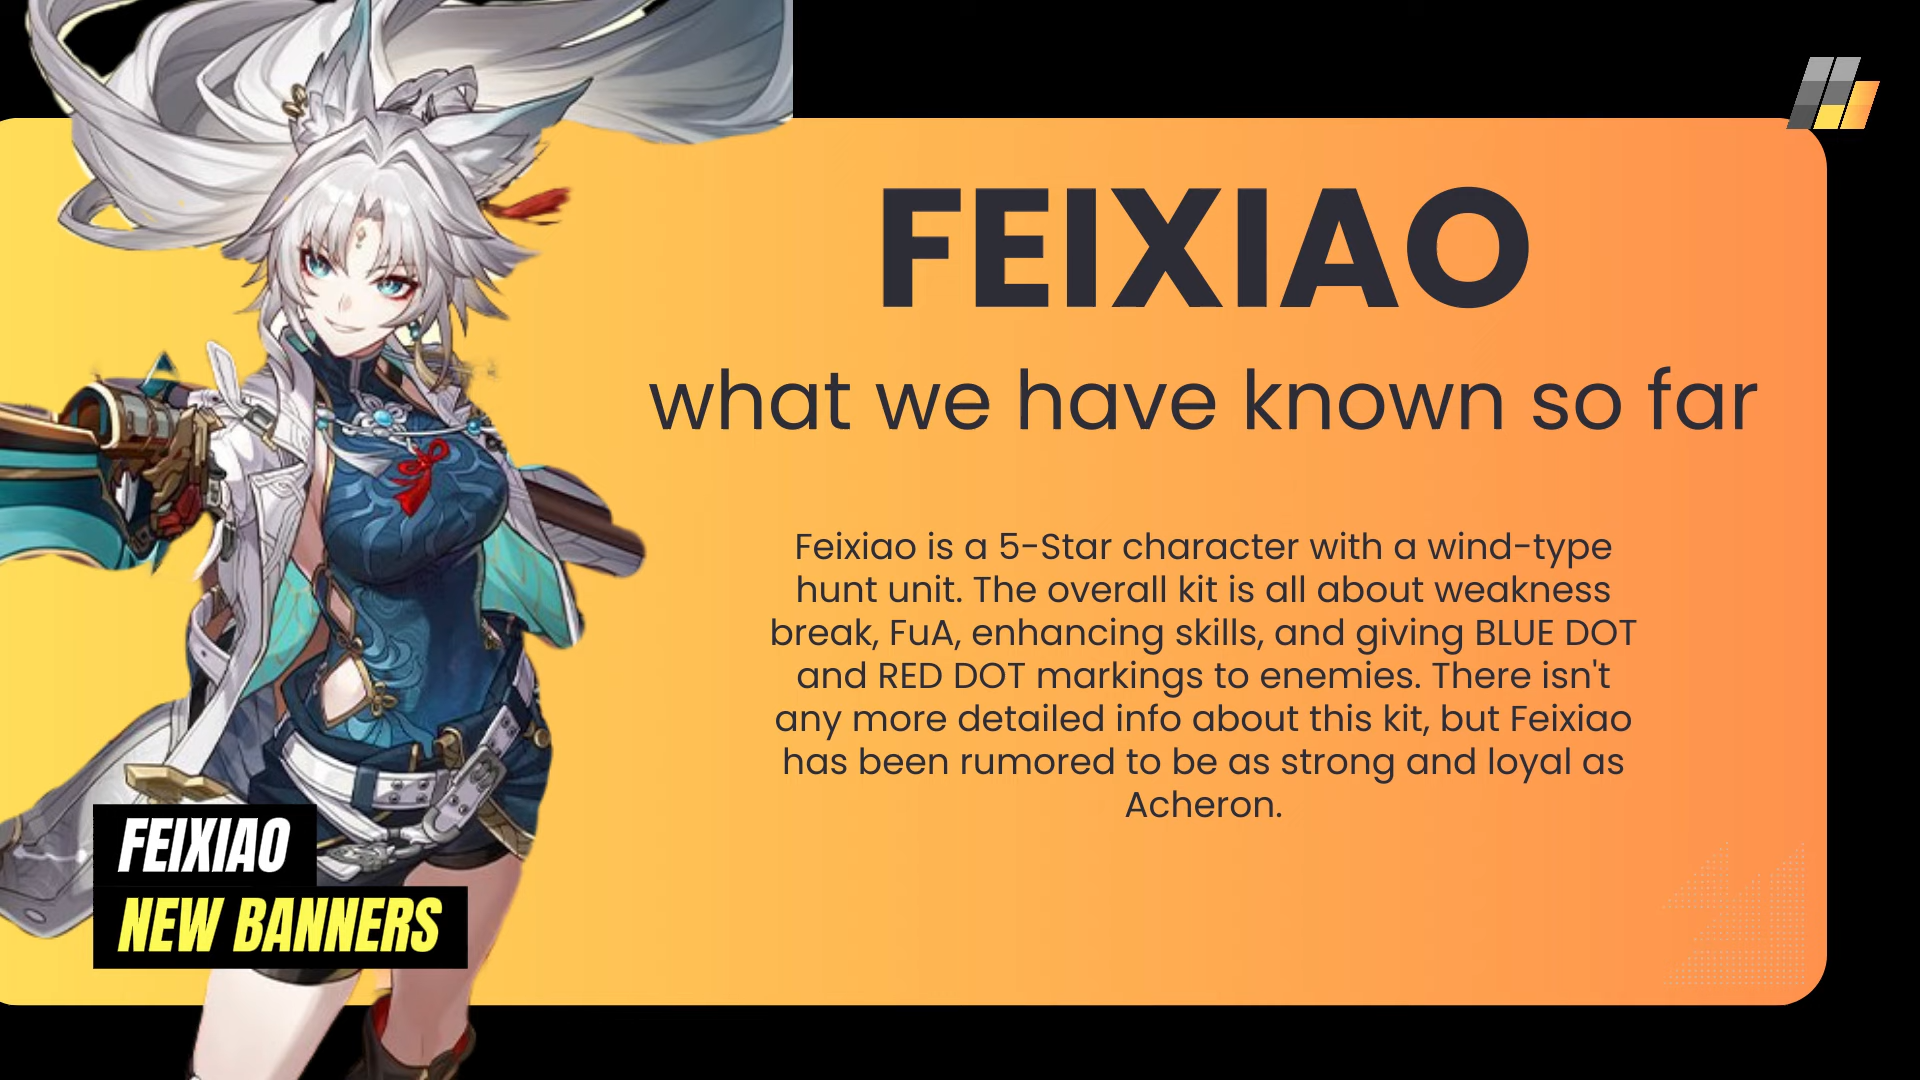 FEIXIAO
what we have known so far
Feixiao is a 5-Star character with a wind-type
hunt unit. The overall kit is all about weakness
break, FuA, enhancing skills, and giving BLUE DOT
and RED DOT markings to enemies. There isn't
any more detailed info about this kit, but Feixiao
has been rumored to be as strong and loyal as
Acheron.
FEIXIAO
NEW BANNERS